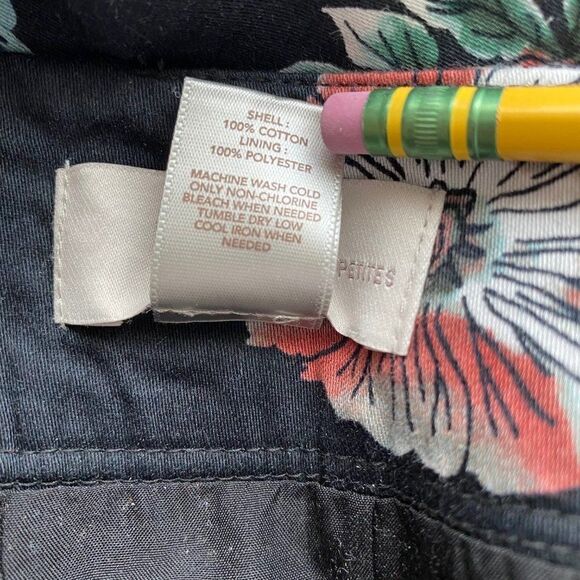 SHELL :
100% COTTON
LINING :
100% POLYESTER
MACHINE WASH COLD
ONLY NON-CHLORINE
BLEACH WHEN NEEDED
TUMBLE DRY LOW
COOL IRON WHEN
NEEDED
PETITES